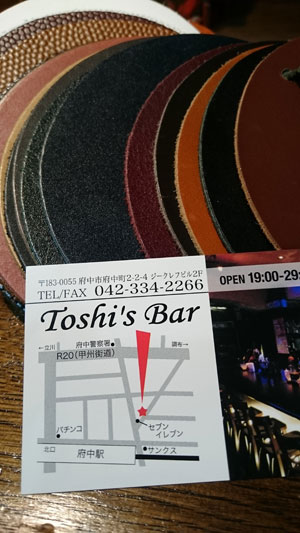 〒183-0055 府中市府中町2-2-4 ジークレフビル2F
TEL/FAX 042-334-2266
OPEN 19:00-29:
Toshi's Bar
←立川
府中警察署
調布→
R20(甲州街道)
パチンコ
セブン
イレブン
北口
府中駅
サンクス